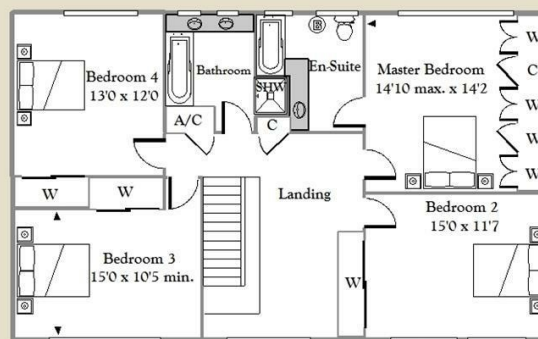 Bedroom 4
13'0 x 12'0
Bathroom
En-Suite
B
SHW
A/C
C
Master Bedroom
14'10 max. x 14'2
W
C
W
W
W
W
W
Landing
Bedroom 2
15'0 x 11'7
Bedroom 3
15'0 x 10'5 min.
W